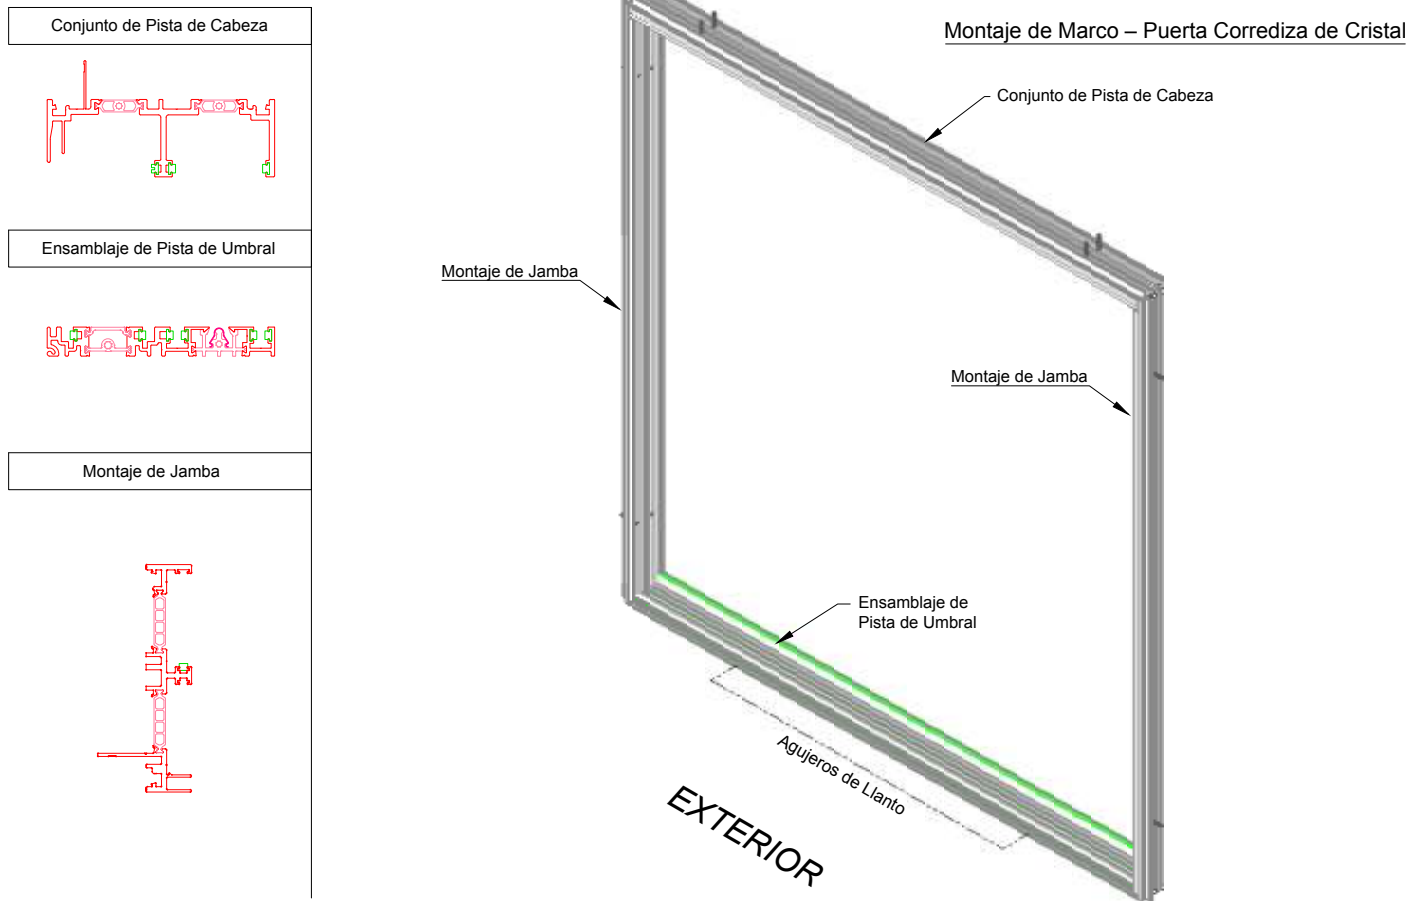 Conjunto de Pista de Cabeza
Ensamblaje de Pista de Umbral
Montaje de Jamba
Montaje de Marco – Puerta Corrediza de Cristal
Conjunto de Pista de Cabeza
Montaje de Jamba
Montaje de Jamba
Ensamblaje de
Pista de Umbral
Agujeros de Llanto
EXTERIOR